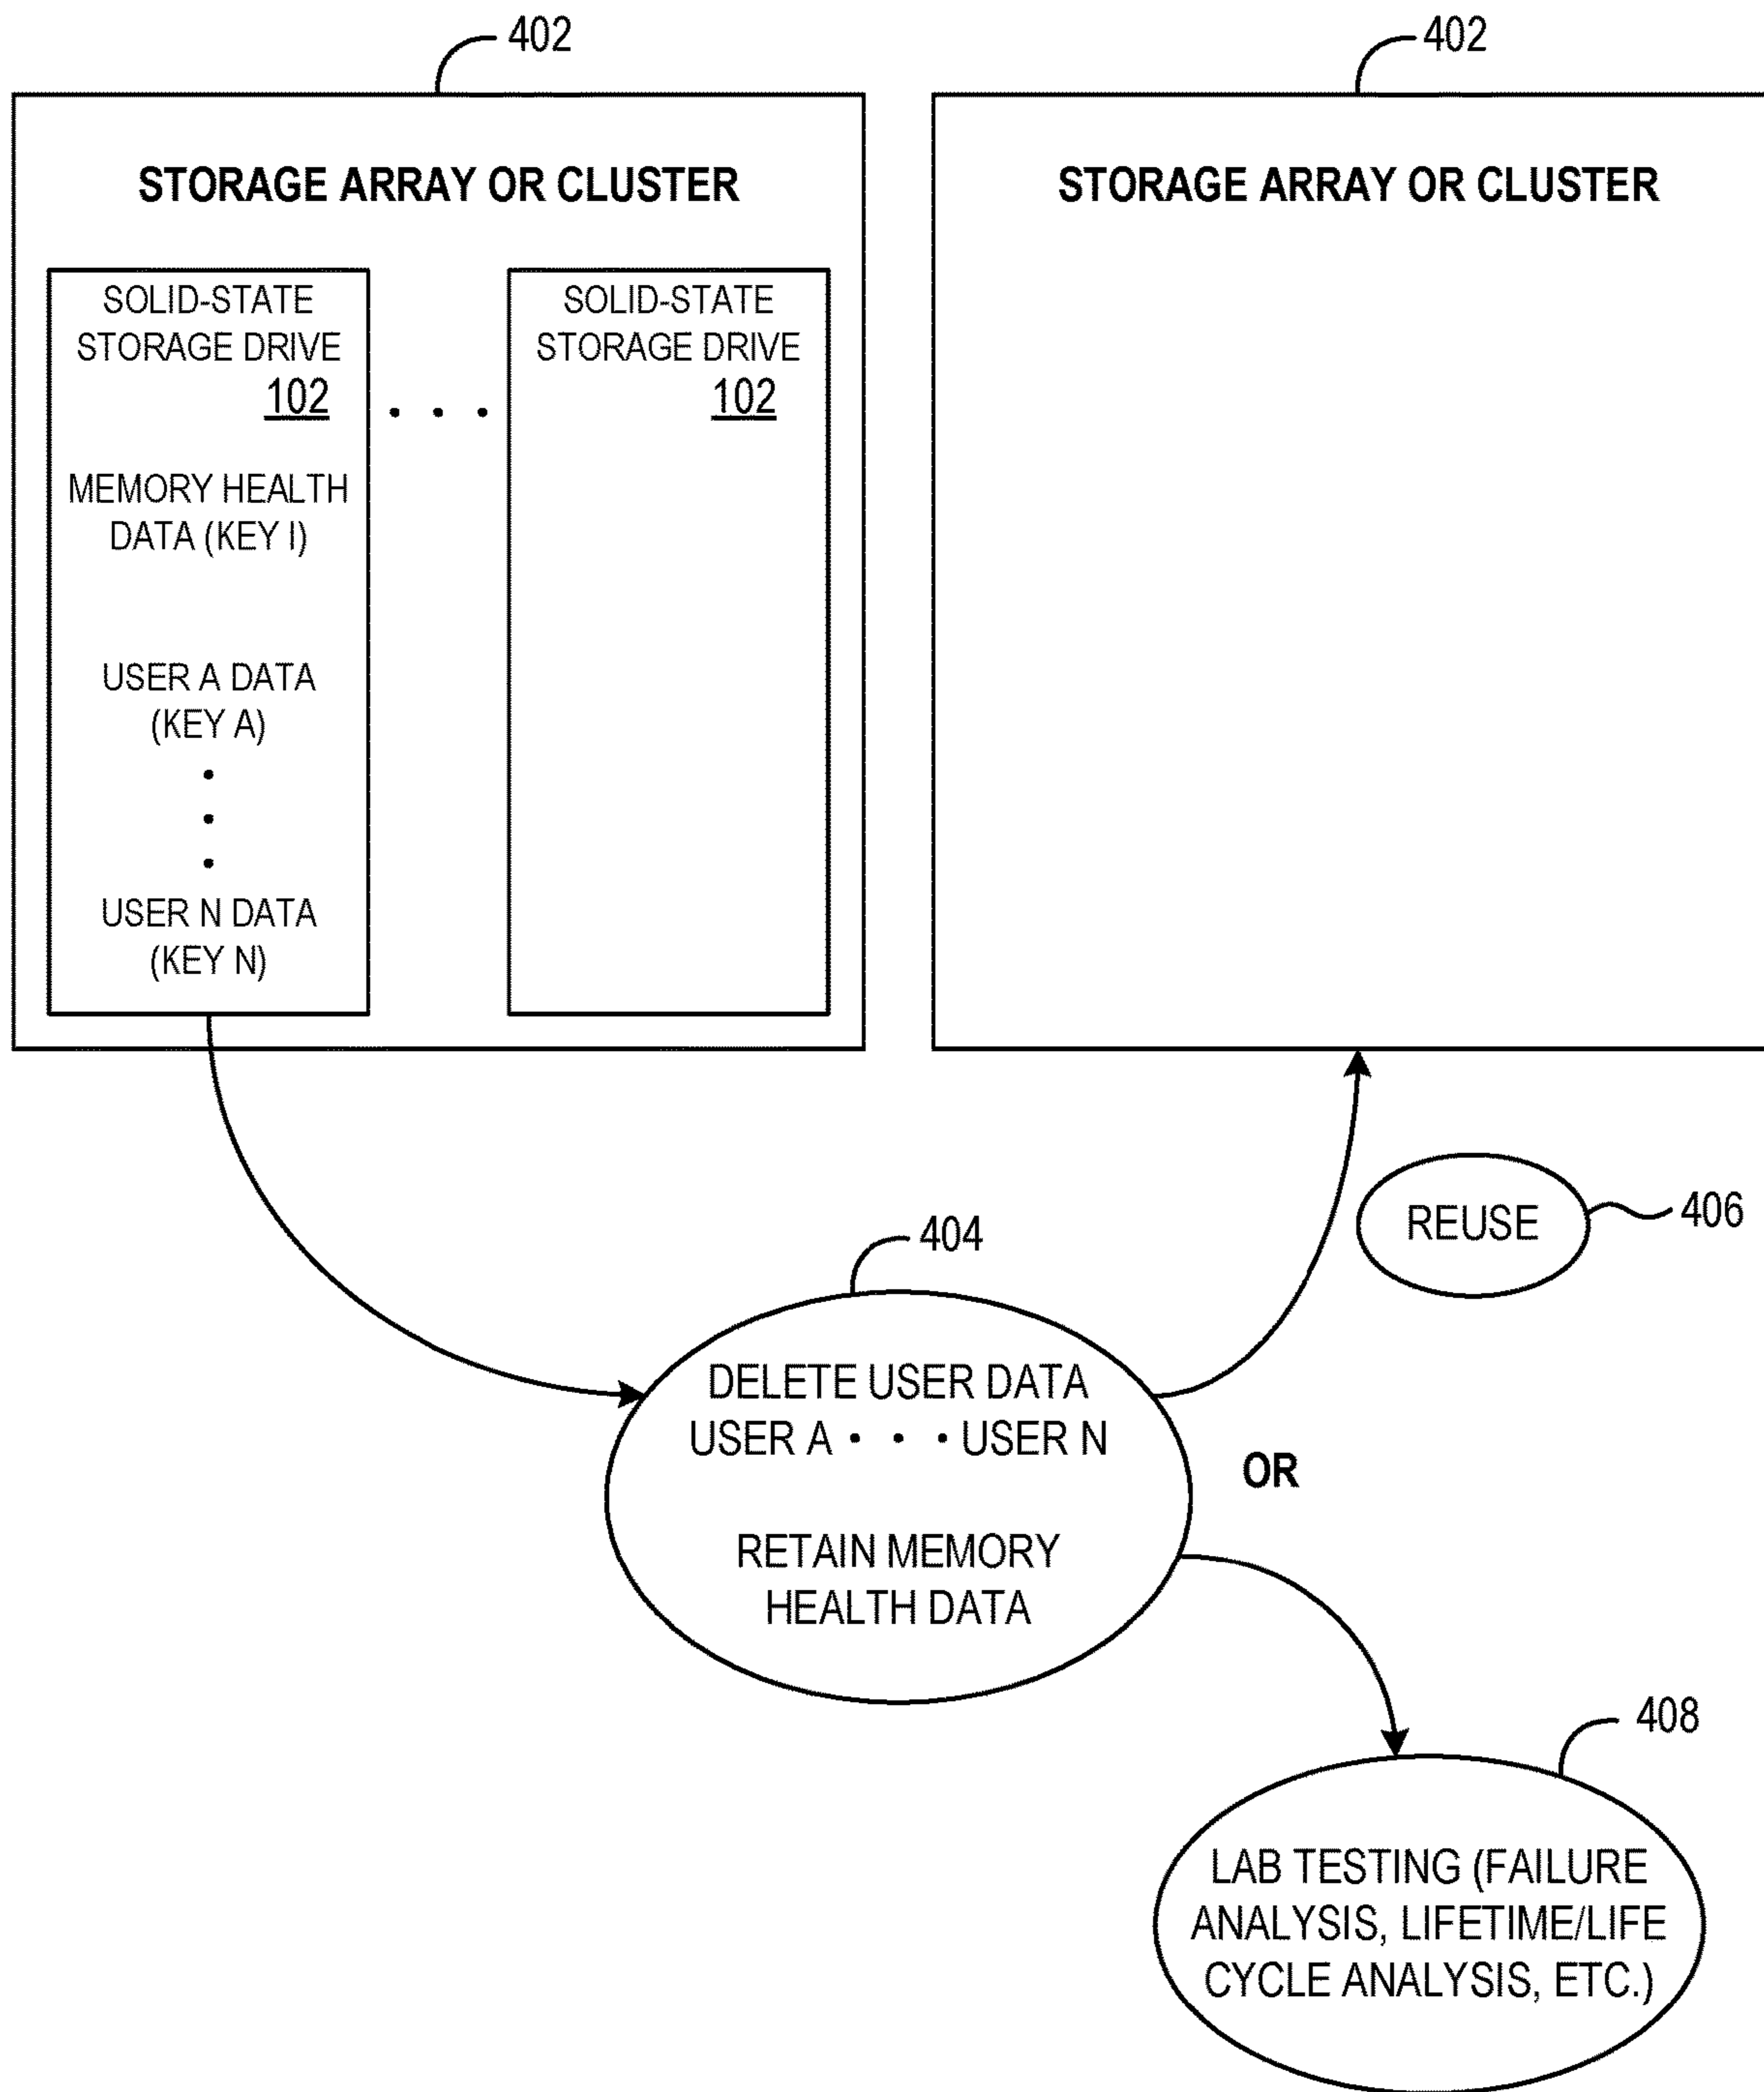 402
STORAGE ARRAY OR CLUSTER
SOLID-STATE
STORAGE DRIVE
102
MEMORY HEALTH
DATA (KEY I)
USER A DATA
(KEY A)
•
•
•
USER N DATA
(KEY N)
• • •
SOLID-STATE
STORAGE DRIVE
102
402
STORAGE ARRAY OR CLUSTER
406
REUSE
404
DELETE USER DATA
USER A • • • USER N
RETAIN MEMORY
HEALTH DATA
OR
408
LAB TESTING (FAILURE
ANALYSIS, LIFETIME/LIFE
CYCLE ANALYSIS, ETC.)